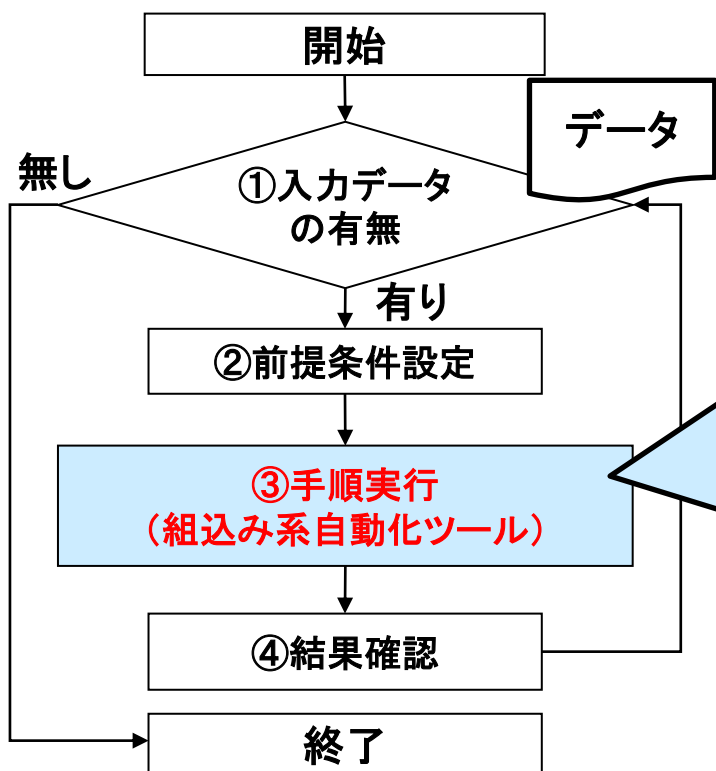 開始
データ
無し
①入力データ
の有無
有り
②前提条件設定
③手順実行
（組込み系自動化ツール）
④結果確認
終了